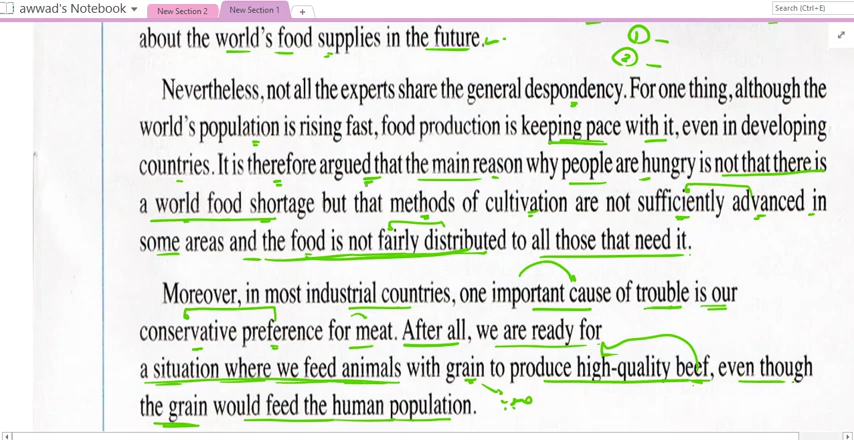 awwad's Notebook
New Section 2
New Section 1
+
Search (Ctrl+E)
about the world's food supplies in the future.
1
2
Nevertheless, not all the experts share the general despondency. For one thing, although the
world's population is rising fast, food production is keeping pace with it, even in developing
countries. It is therefore argued that the main reason why people are hungry is not that there is
a world food shortage but that methods of cultivation are not sufficiently advanced in
some areas and the food is not fairly distributed to all those that need it.
Moreover, in most industrial countries, one important cause of trouble is our
conservative preference for meat. After all, we are ready for
a situation where we feed animals with grain to produce high-quality beef, even though
the grain would feed the human population.